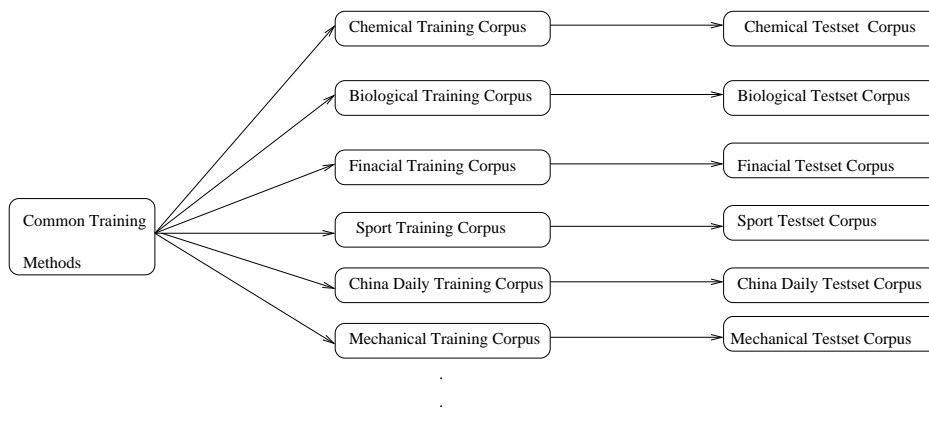 Chemical Training Corpus
Chemical Testset Corpus
Biological Training Corpus
Biological Testset Corpus
Finacial Training Corpus
Finacial Testset Corpus
Common Training
Methods
Sport Training Corpus
Sport Testset Corpus
China Daily Training Corpus
China Daily Testset Corpus
Mechanical Training Corpus
Mechanical Testset Corpus
.
.